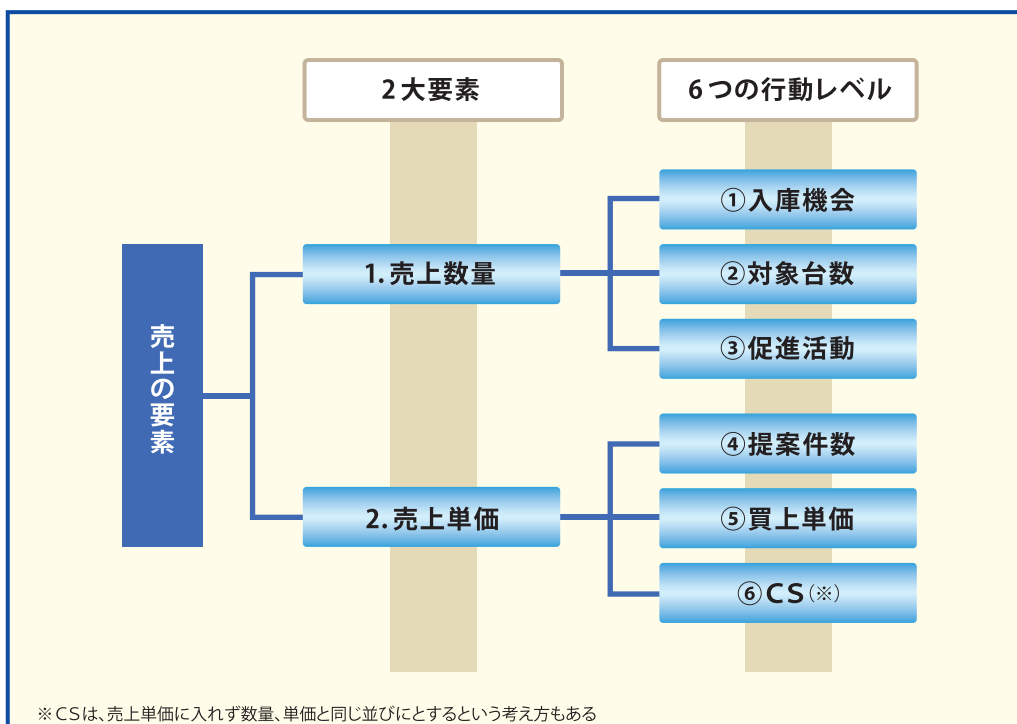 2大要素
6つの行動レベル
売上の要素
1.売上数量
①入庫機会
②対象台数
③促進活動
2.売上単価
④提案件数
⑤買上単価
⑥CS(※)
※CSは、売上単価に入れず数量、単価と同じ並びにとするという考え方もある